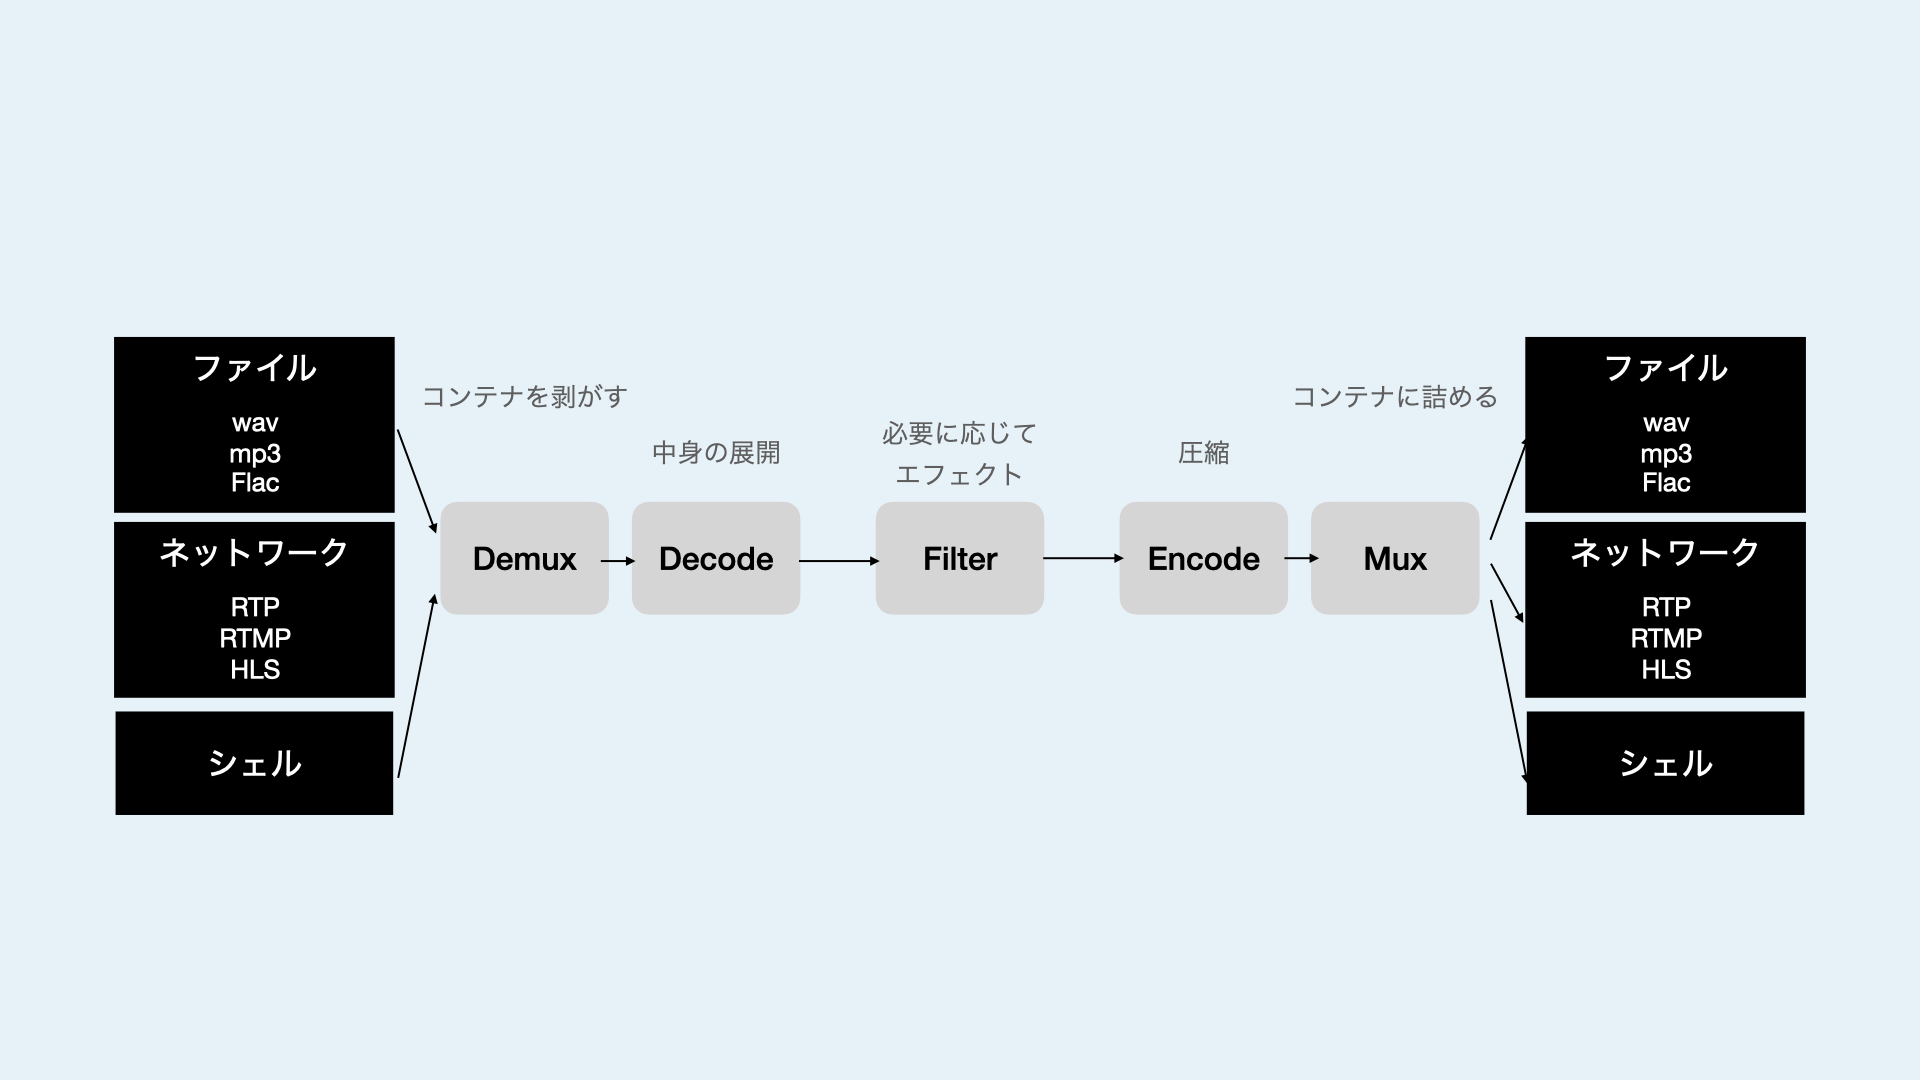 ファイル
wav
mp3
Flac
ネットワーク
RTP
RTMP
HLS
シェル
コンテナを剥がす
Demux
中身の展開
Decode
必要に応じて
エフェクト
Filter
圧縮
Encode
コンテナに詰める
Mux
ファイル
wav
mp3
Flac
ネットワーク
RTP
RTMP
HLS
シェル